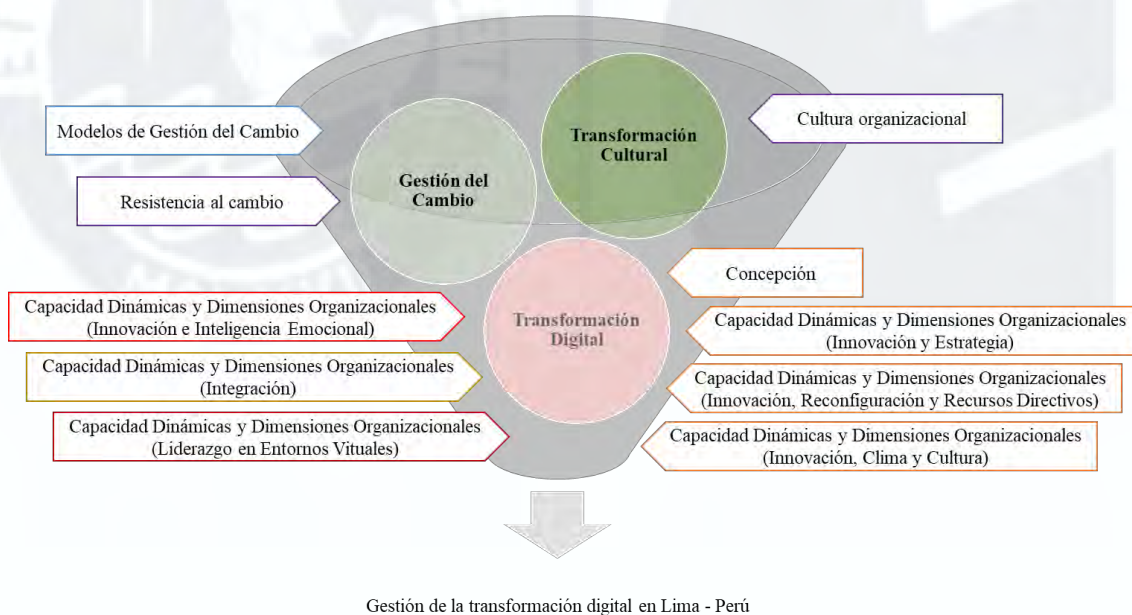 Modelos de Gestión del Cambio
Resistencia al cambio
Gestión del
Cambio
Transformación
Cultural
Cultura organizacional
Transformación
Digital
Concepción
Capacidad Dinámicas y Dimensiones Organizacionales
(Innovación e Inteligencia Emocional)
Capacidad Dinámicas y Dimensiones Organizacionales
(Integración)
Capacidad Dinámicas y Dimensiones Organizacionales
(Liderazgo en Entornos Vituales)
Capacidad Dinámicas y Dimensiones Organizacionales
(Innovación y Estrategia)
Capacidad Dinámicas y Dimensiones Organizacionales
(Innovación, Reconfiguración y Recursos Directivos)
Capacidad Dinámicas y Dimensiones Organizacionales
(Innovación, Clima y Cultura)
Gestión de la transformación digital en Lima - Perú